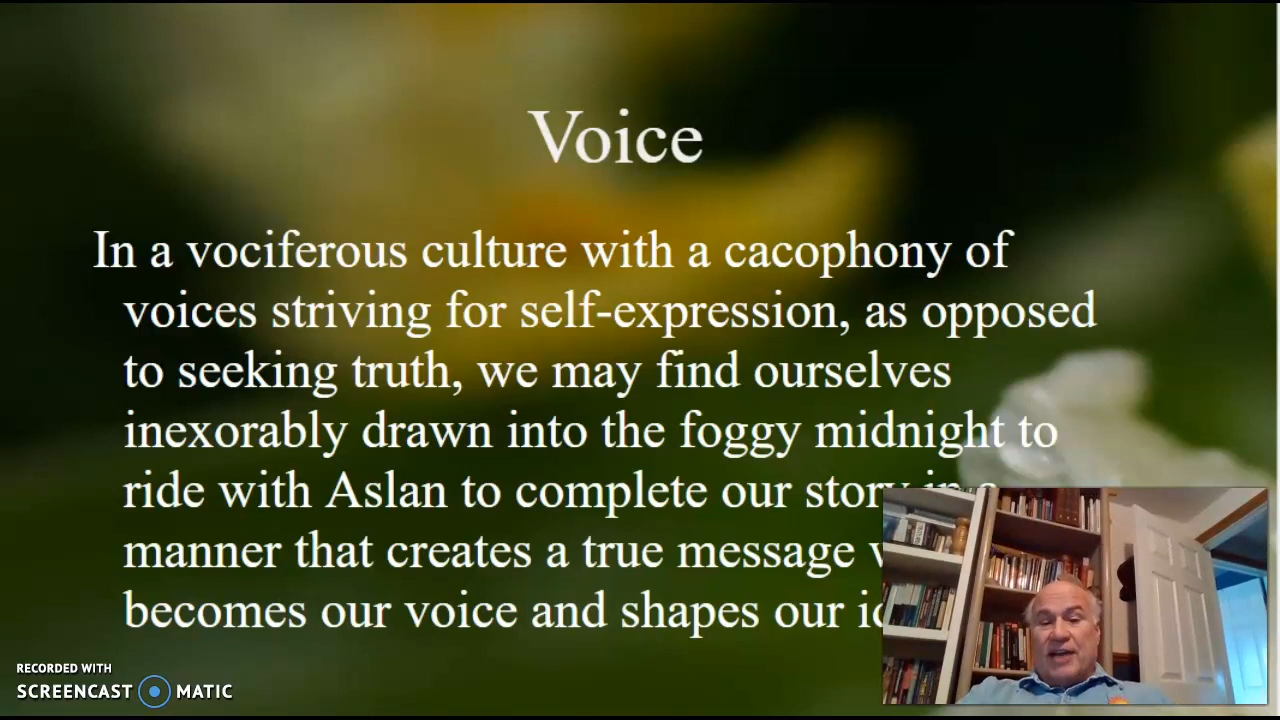 Voice
In a vociferous culture with a cacophony of
voices striving for self-expression, as opposed
to seeking truth, we may find ourselves
inexorably drawn into the foggy midnight to
ride with Aslan to complete our story in a
manner that creates a true message
becomes our voice and shapes our
RECORDED WITH
SCREENCAST MATIC